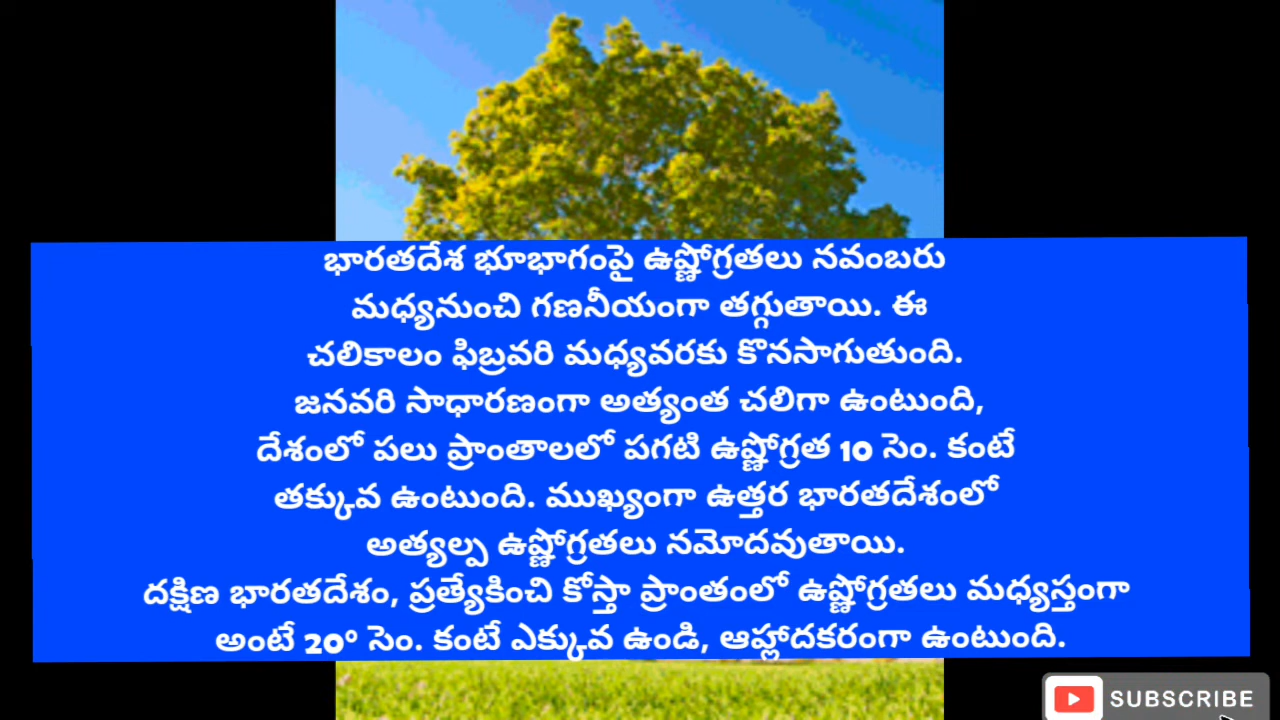 భారతదేశ భూభాగంపై ఉష్ణోగ్రతలు నవంబరు
మధ్యనుంచి గణనీయంగా తగ్గుతాయి. ఈ
చలికాలం ఫిబ్రవరి మధ్యవరకు కొనసాగుతుంది.
జనవరి సాధారణంగా అత్యంత చలిగా ఉంటుంది,
దేశంలో పలు ప్రాంతాలలో పగటి ఉష్ణోగ్రత 10 సెం. కంటే
తక్కువ ఉంటుంది. ముఖ్యంగా ఉత్తర భారతదేశంలో
అత్యల్ప ఉష్ణోగ్రతలు నమోదవుతాయి.
దక్షిణ భారతదేశం, ప్రత్యేకించి కోస్తా ప్రాంతంలో ఉష్ణోగ్రతలు మధ్యస్తంగా
అంటే 20° సెం. కంటే ఎక్కువ ఉండి, ఆహ్లాదకరంగా ఉంటుంది.
SUBSCRIBE